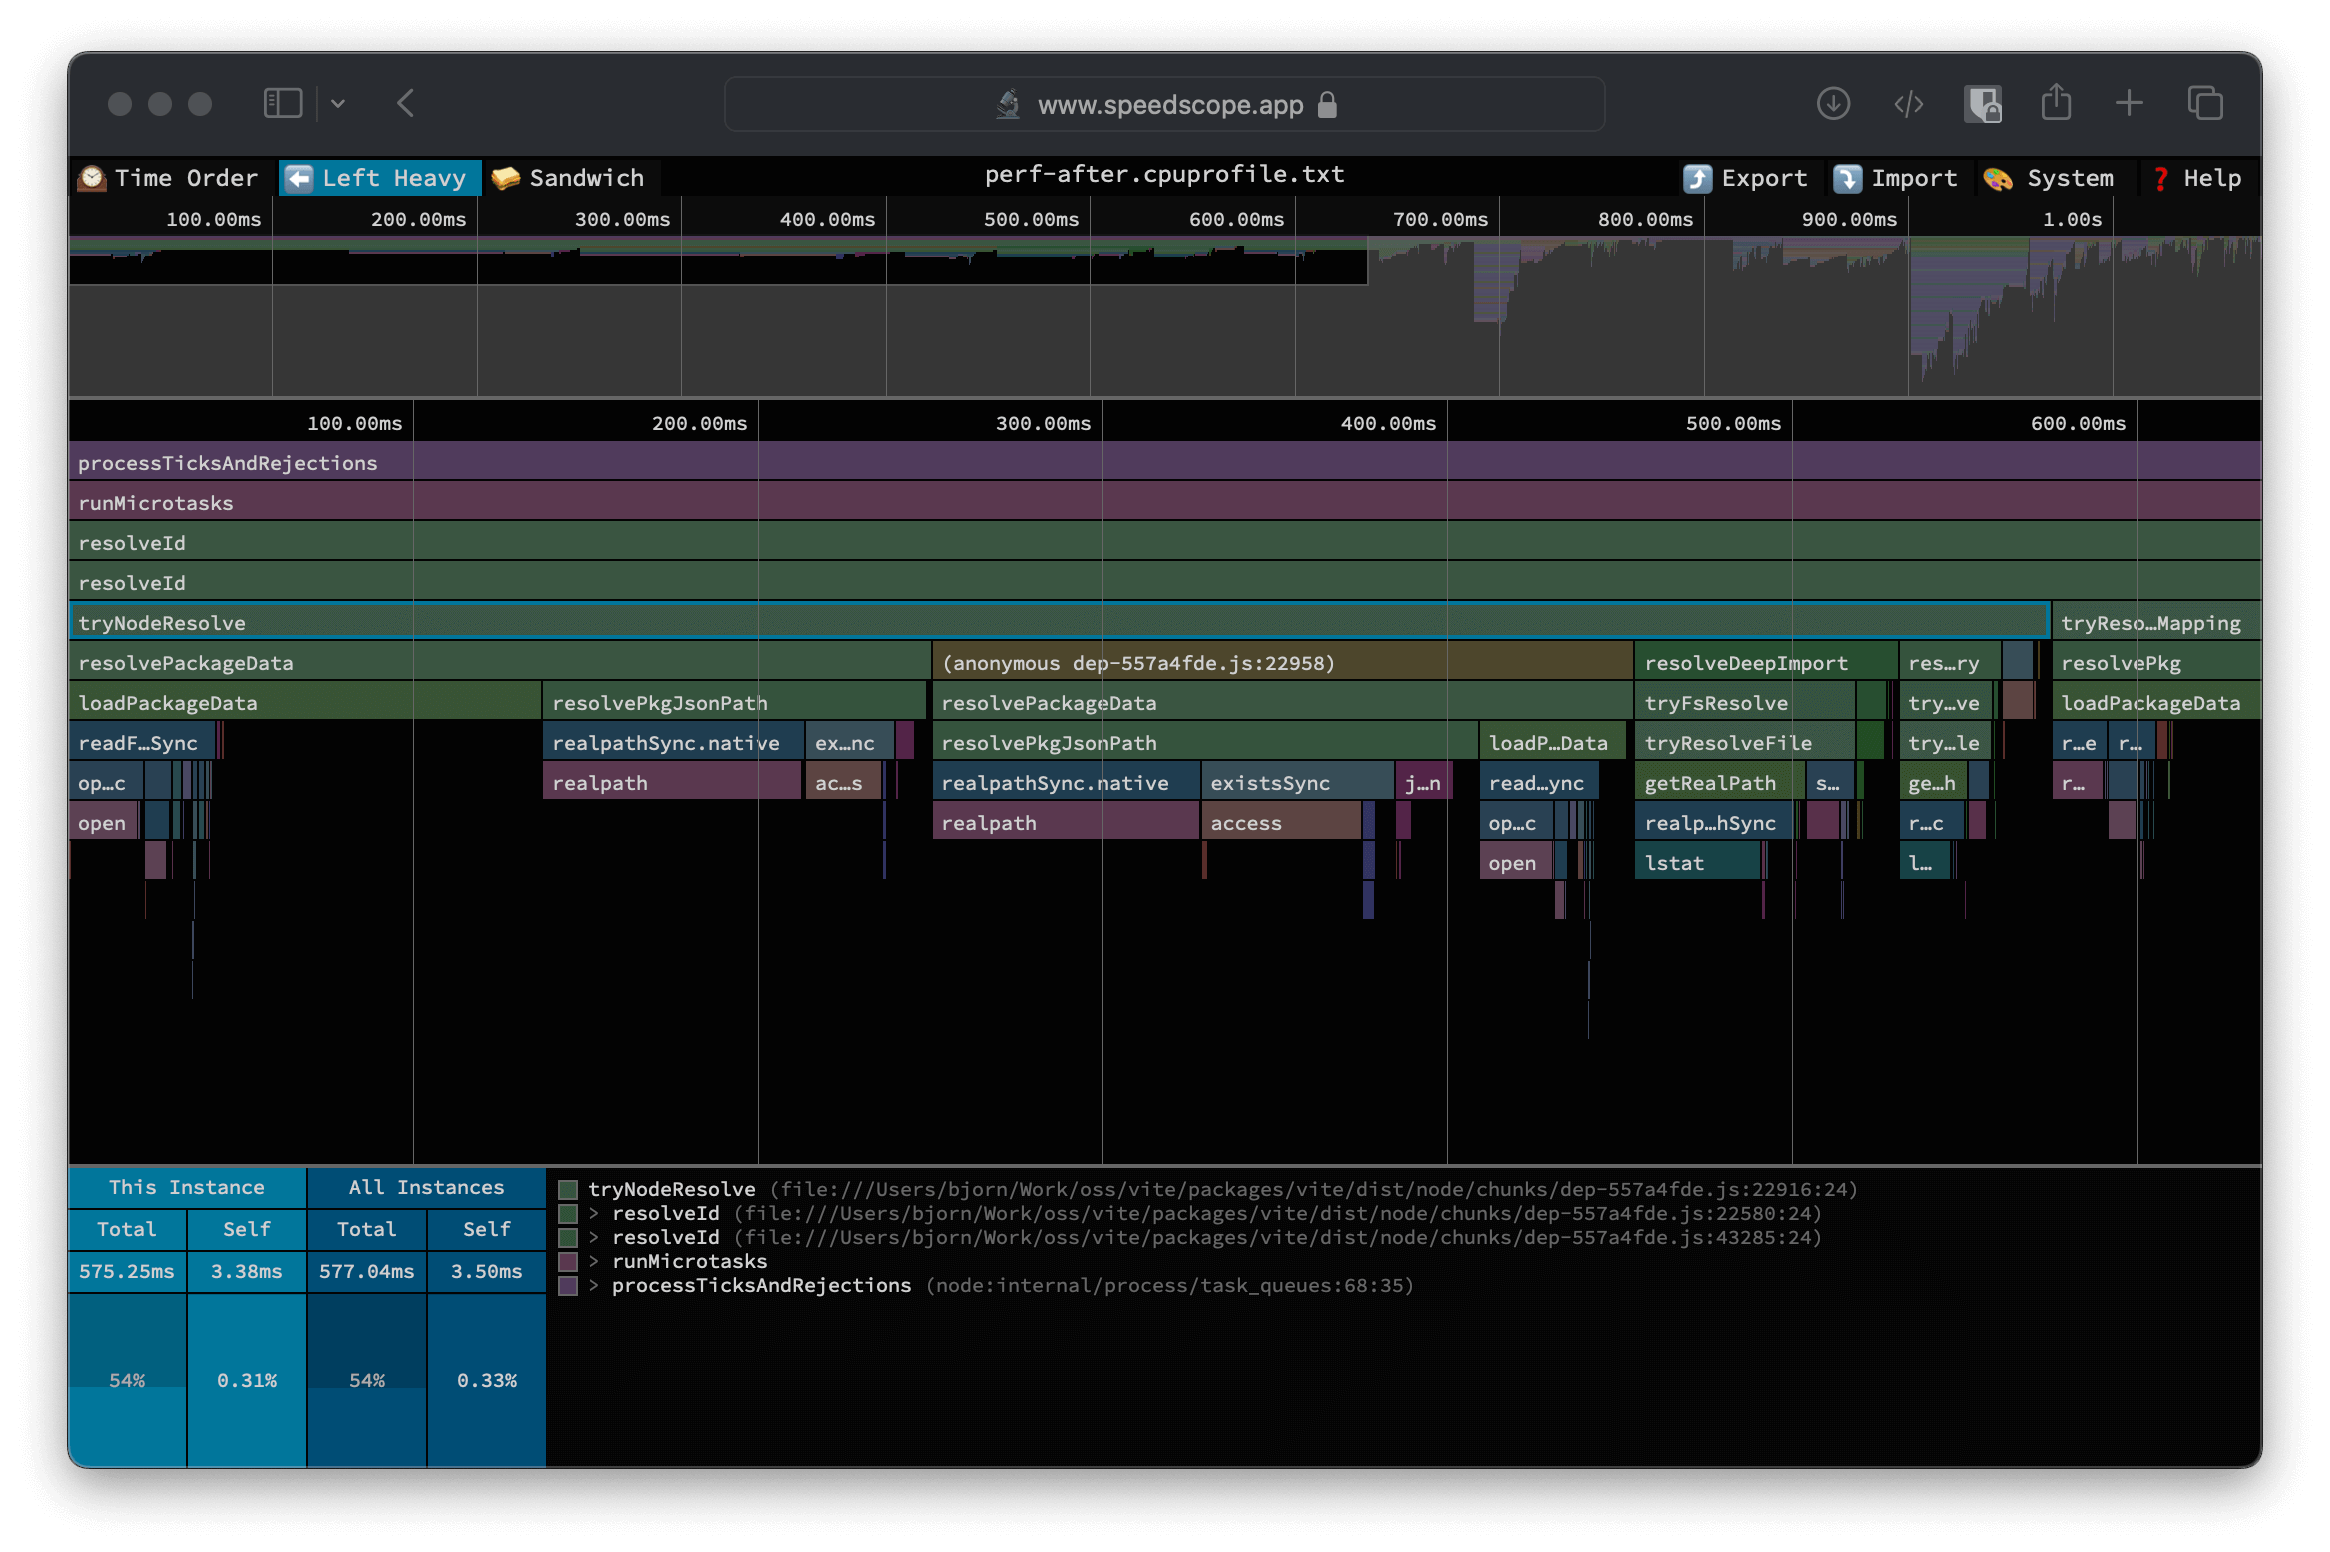 www.speedscope.app
Time Order Left Heavy Sandwich perf-after.cpuprofile.txt Export Import System ? Help
100.00ms 200.00ms 300.00ms 400.00ms 500.00ms 600.00ms 700.00ms 800.00ms 900.00ms 1.00s
100.00ms 200.00ms 300.00ms 400.00ms 500.00ms 600.00ms
processTicksAndRejections
runMicrotasks
resolveId
resolveId
tryNodeResolve tryReso…Mapping
resolvePackageData (anonymous dep-557a4fde.js:22958) resolveDeepImport res…ry resolvePkg
loadPackageData resolvePkgJsonPath resolvePackageData tryFsResolve try…ve loadPackageData
readF…Sync realpathSync.native ex…nc resolvePkgJsonPath loadP…Data tryResolveFile try…le r…e r…
op…c realpath ac…s realpathSync.native existsSync j…n read…ync getRealPath s… ge…h r…
open realpath access op…c realp…hSync r…c
open lstat l…
This Instance All Instances
Total Self Total Self
575.25ms 3.38ms 577.04ms 3.50ms
54% 0.31% 54% 0.33%
tryNodeResolve (file:///Users/bjorn/Work/oss/vite/packages/vite/dist/node/chunks/dep-557a4fde.js:22916:24)
> resolveId (file:///Users/bjorn/Work/oss/vite/packages/vite/dist/node/chunks/dep-557a4fde.js:22580:24)
> resolveId (file:///Users/bjorn/Work/oss/vite/packages/vite/dist/node/chunks/dep-557a4fde.js:43285:24)
> runMicrotasks
> processTicksAndRejections (node:internal/process/task_queues:68:35)